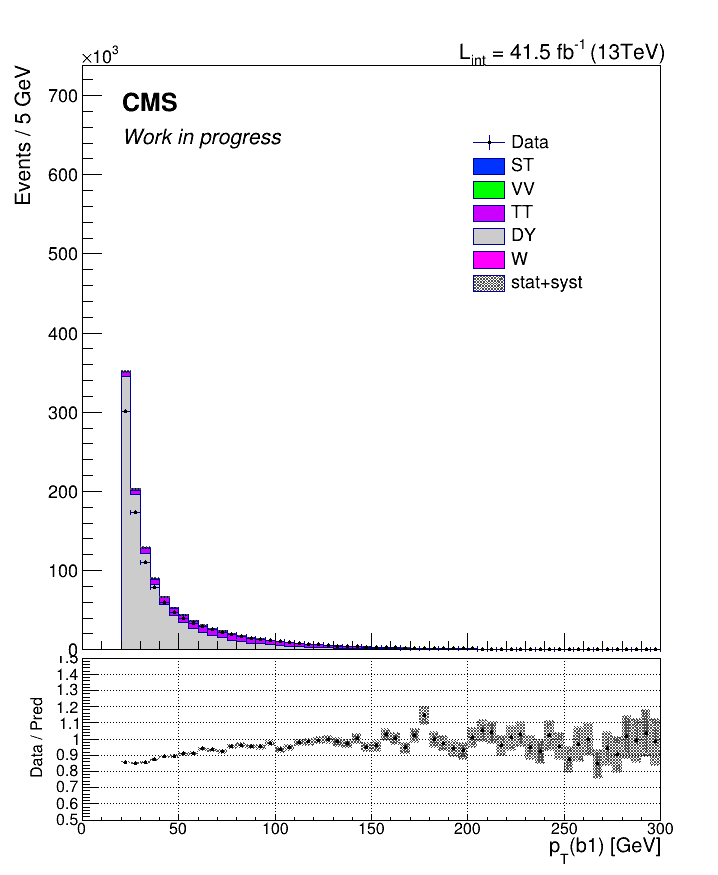 ×10³
L_int = 41.5 fb⁻¹ (13TeV)
Events / 5 GeV
CMS
Work in progress
Data
ST
VV
TT
DY
W
stat+syst
700
600
500
400
300
200
100
0
Data / Pred
1.5
1.4
1.3
1.2
1.1
1
0.9
0.8
0.7
0.6
0.5
0 50 100 150 200 250 300
p_T(b1) [GeV]